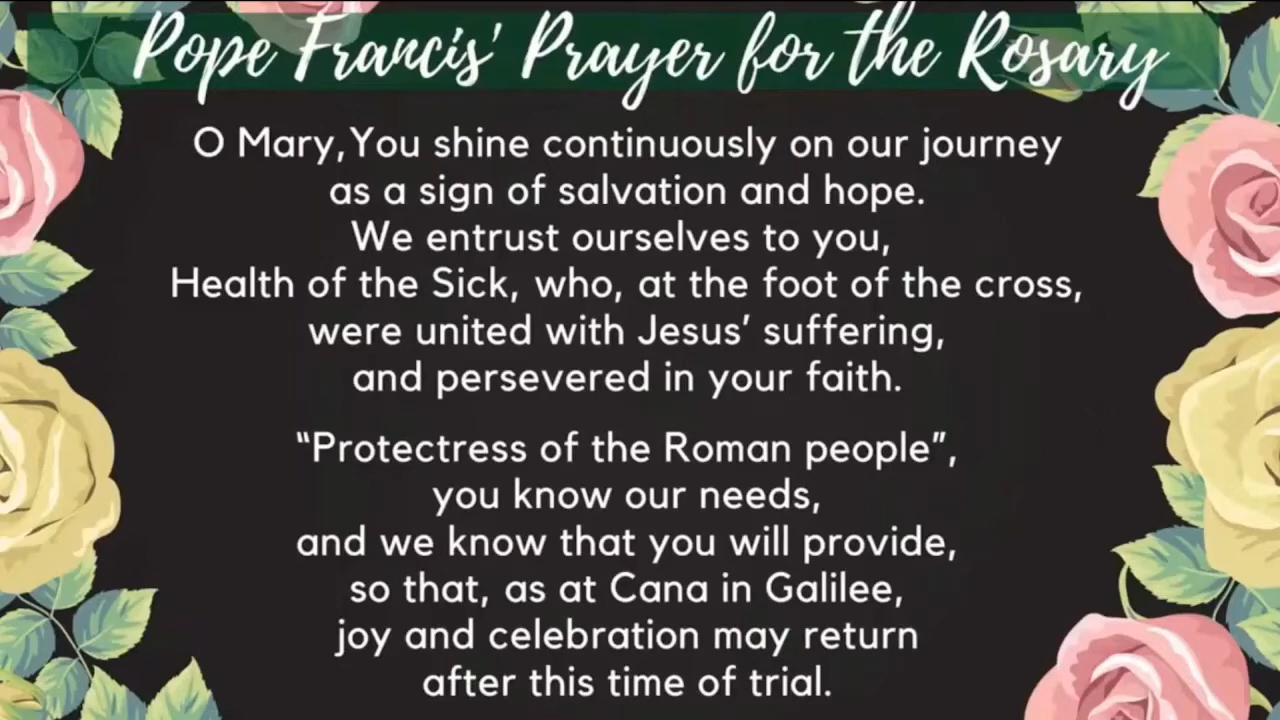 Pope Francis' Prayer for the Rosary
O Mary,You shine continuously on our journey
as a sign of salvation and hope.
We entrust ourselves to you,
Health of the Sick, who, at the foot of the cross,
were united with Jesus’ suffering,
and persevered in your faith.
“Protectress of the Roman people”,
you know our needs,
and we know that you will provide,
so that, as at Cana in Galilee,
joy and celebration may return
after this time of trial.